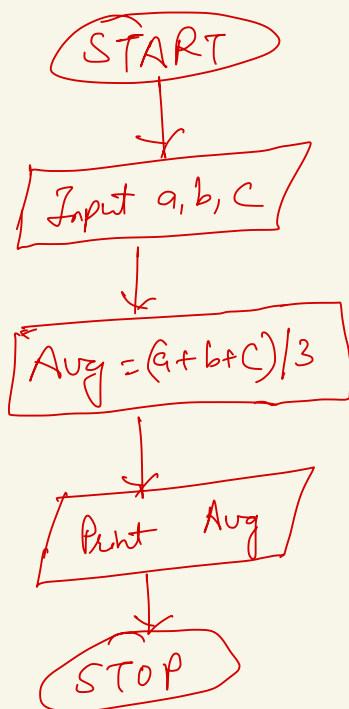 START
Input a, b, c
Avg = (a+b+c)/3
Print Avg
STOP